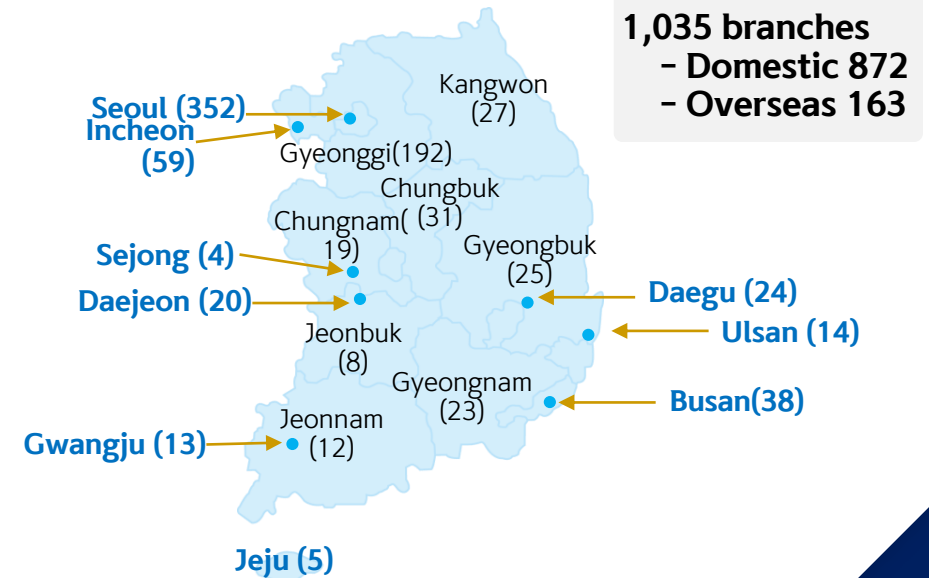 1,035 branches
– Domestic 872
– Overseas 163
Kangwon
(27)
Seoul (352)
Incheon
(59)
Gyeonggi(192)
Chungbuk
(31)
Chungnam(
19)
Gyeongbuk
(25)
Sejong (4)
Daejeon (20)
Daegu (24)
Ulsan (14)
Jeonbuk
(8)
Gyeongnam
(23)
Busan(38)
Jeonnam
(12)
Gwangju (13)
Jeju (5)